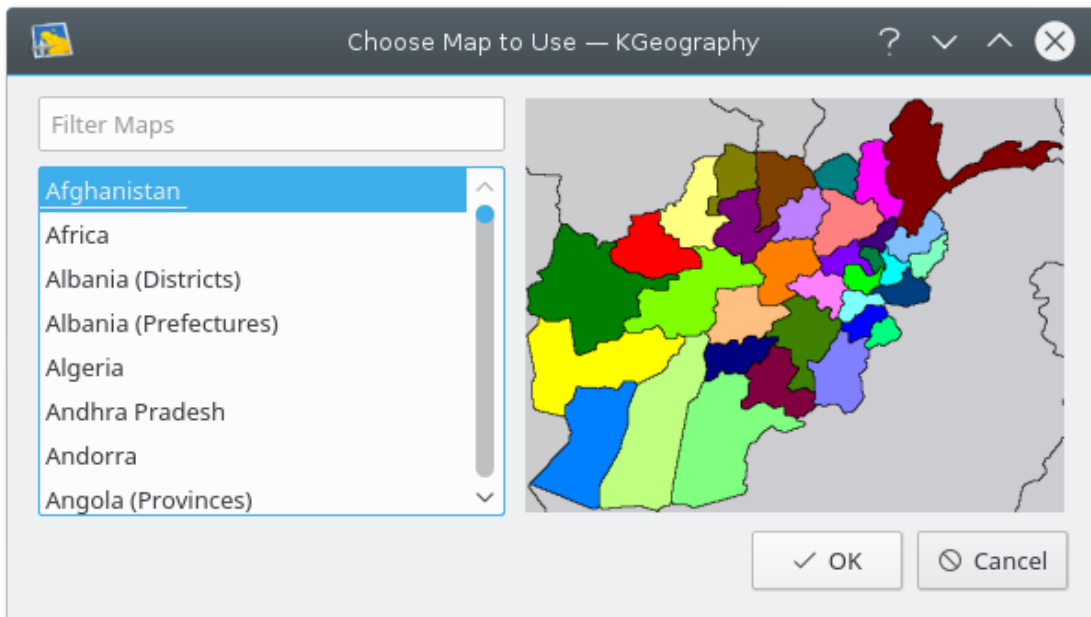 Choose Map to Use — KGeography
Filter Maps
Afghanistan
Africa
Albania (Districts)
Albania (Prefectures)
Algeria
Andhra Pradesh
Andorra
Angola (Provinces)
OK
Cancel